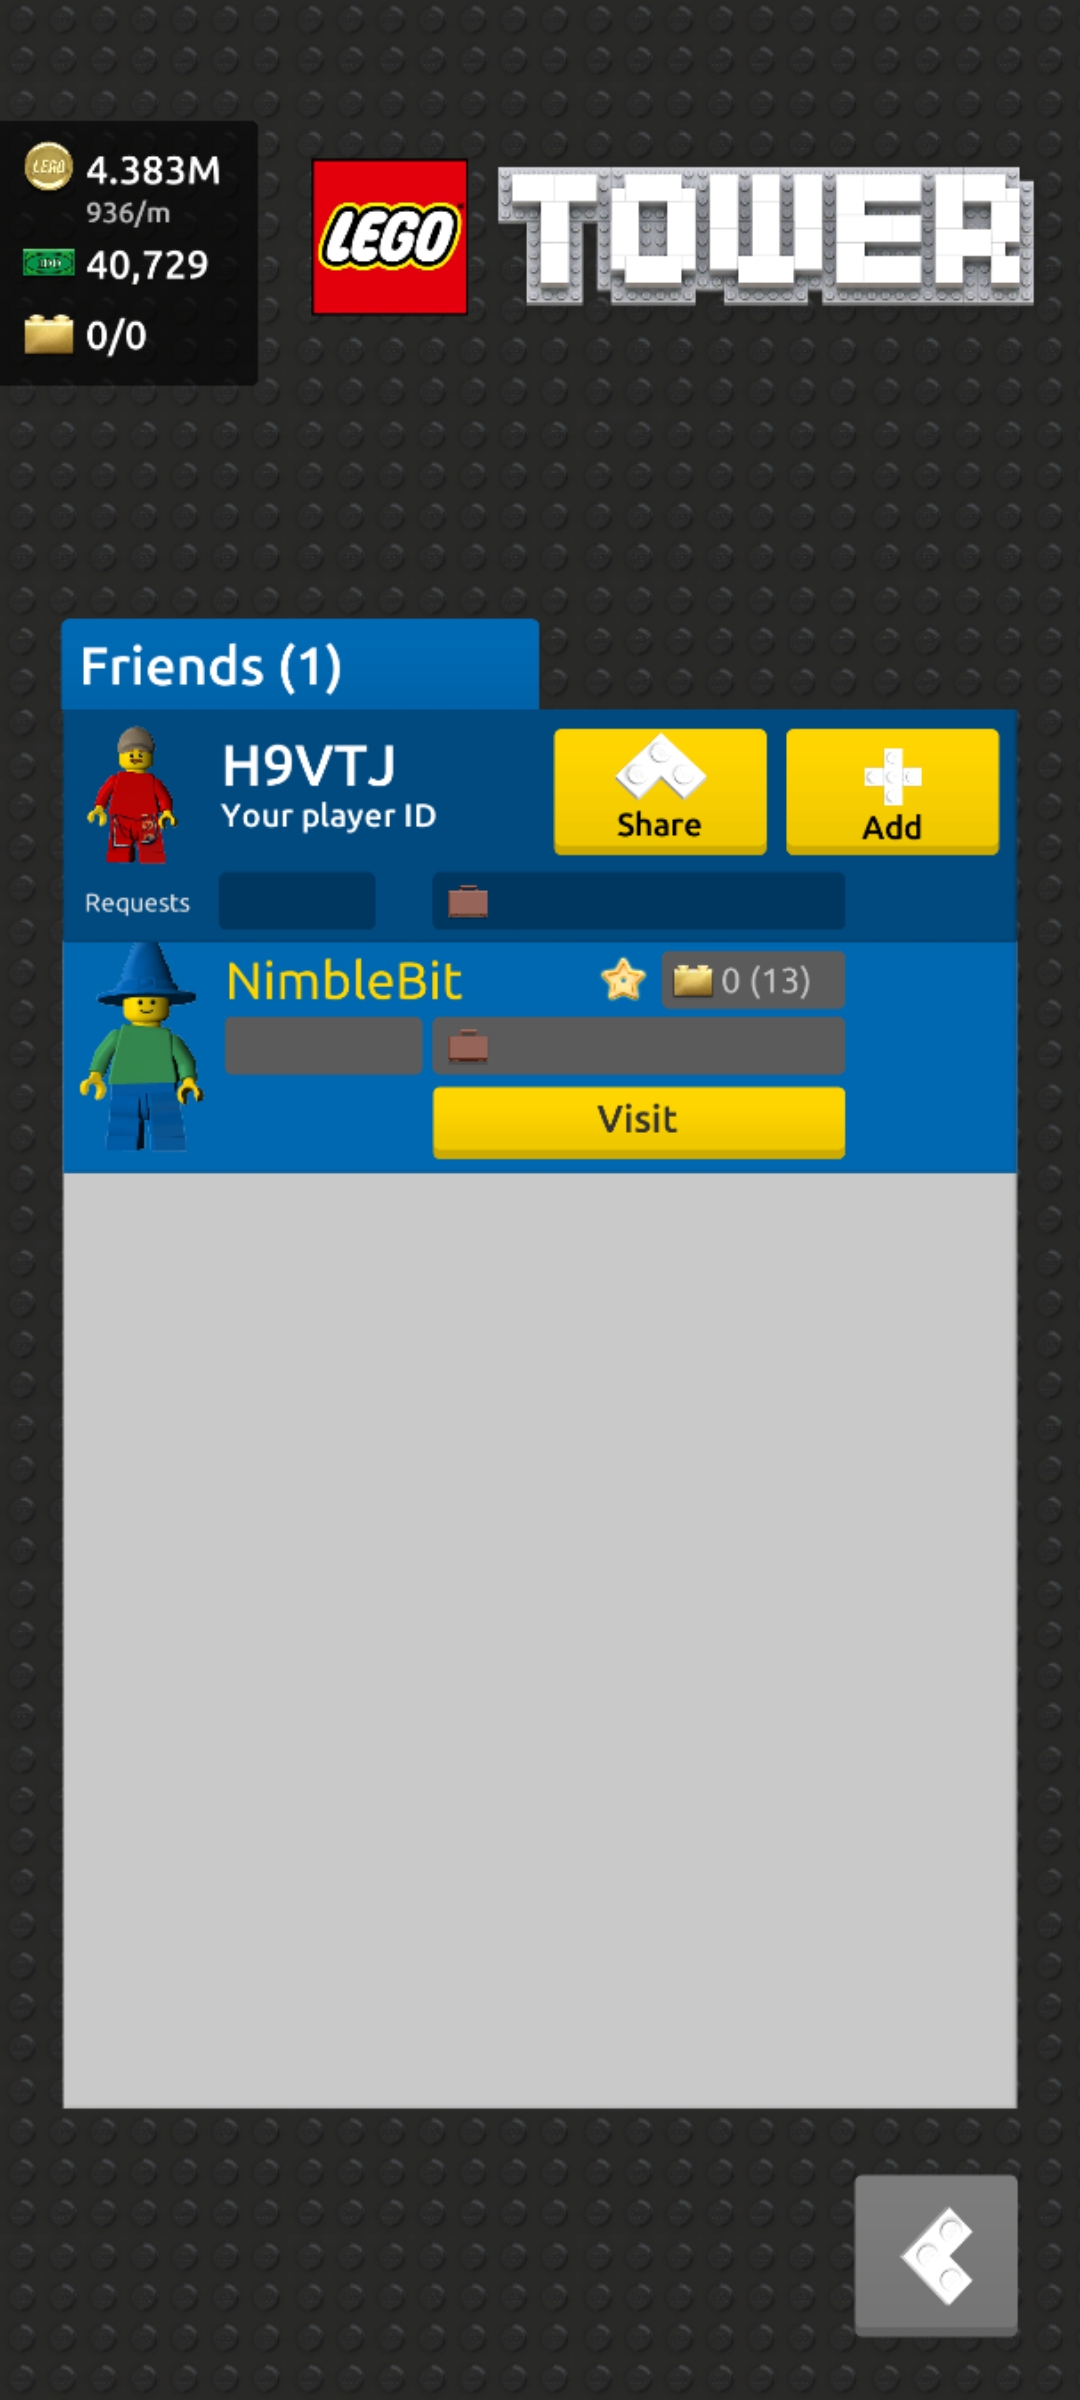 LEGO
4.383M
936/m
40,729
0/0
LEGO TOWER
Friends (1)
H9VTJ
Your player ID
Share
Add
Requests
NimbleBit
0 (13)
Visit